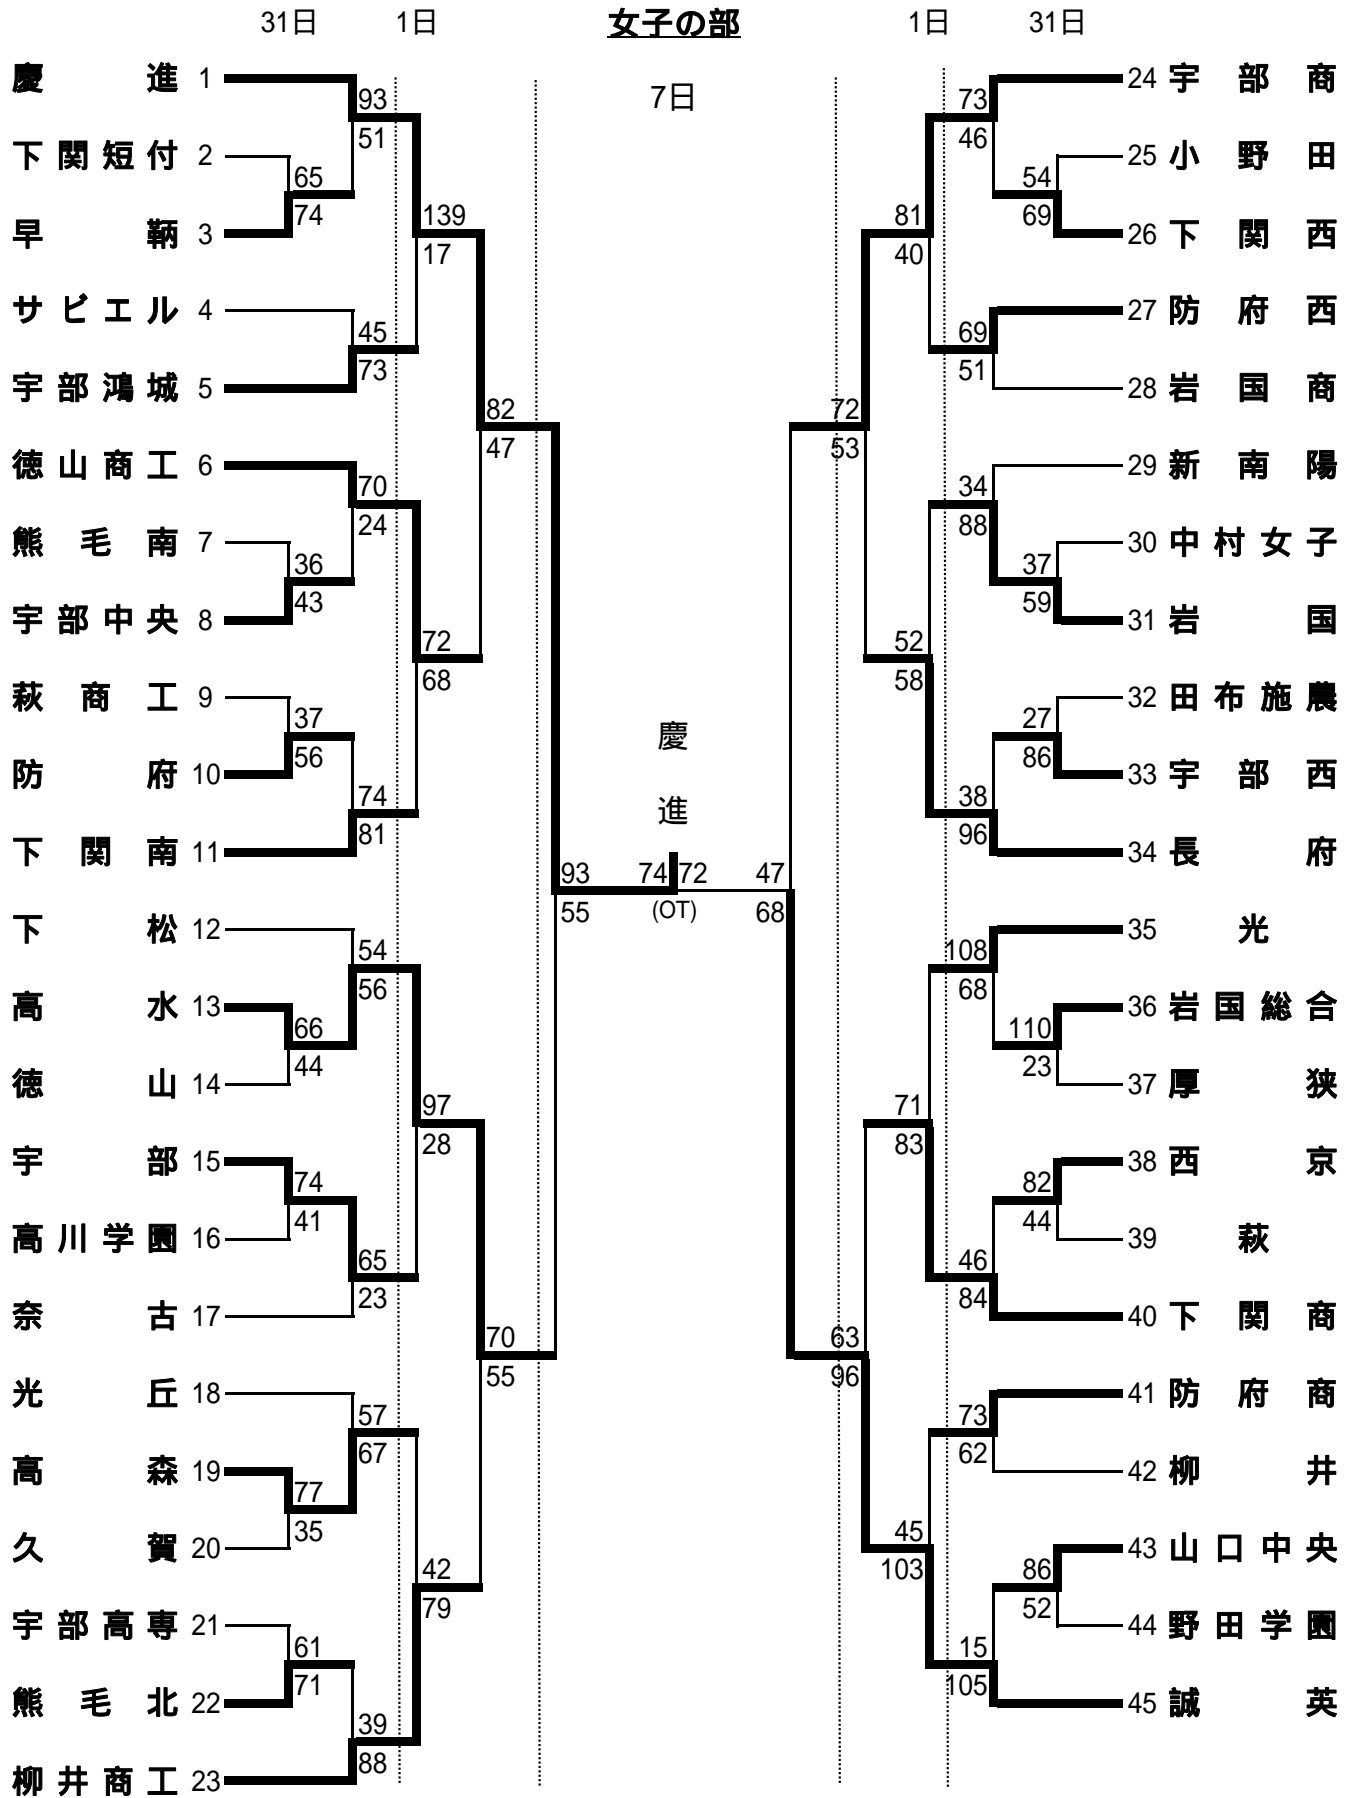 31日 1日 女子の部 1日 31日
7日
慶進 1 24 宇部商
93 73
51 46
下関短付 2 25 小野田
65 54
74 69
早鞆 3 26 下関西
139 81
17 40
サビエル 4 27 防府西
45 69
73 51
宇部鴻城 5 28 岩国商
82 72
47 53
徳山商工 6 29 新南陽
70 34
24 88
熊毛南 7 30 中村女子
36 37
43 59
宇部中央 8 31 岩国
72 52
68 58
萩商工 9 32 田布施農
37 27
56 86
慶
防府 10 33 宇部西
74 38
進
81 96
下関南 11 34 長府
93 74 72 47
55 (OT) 68
下松 12 35 光
54 108
56 68
高水 13 36 岩国総合
66 110
44 23
徳山 14 37 厚狭
97 71
28 83
宇部 15 38 西京
74 82
41 44
高川学園 16 39 萩
65 46
23 84
奈古 17 40 下関商
70 63
55 96
光丘 18 41 防府商
57 73
67 62
高森 19 42 柳井
77
35
久賀 20 43 山口中央
45
42 86
103
79 52
宇部高専 21 44 野田学園
61 15
71 105
熊毛北 22 45 誠英
39
88
柳井商工 23